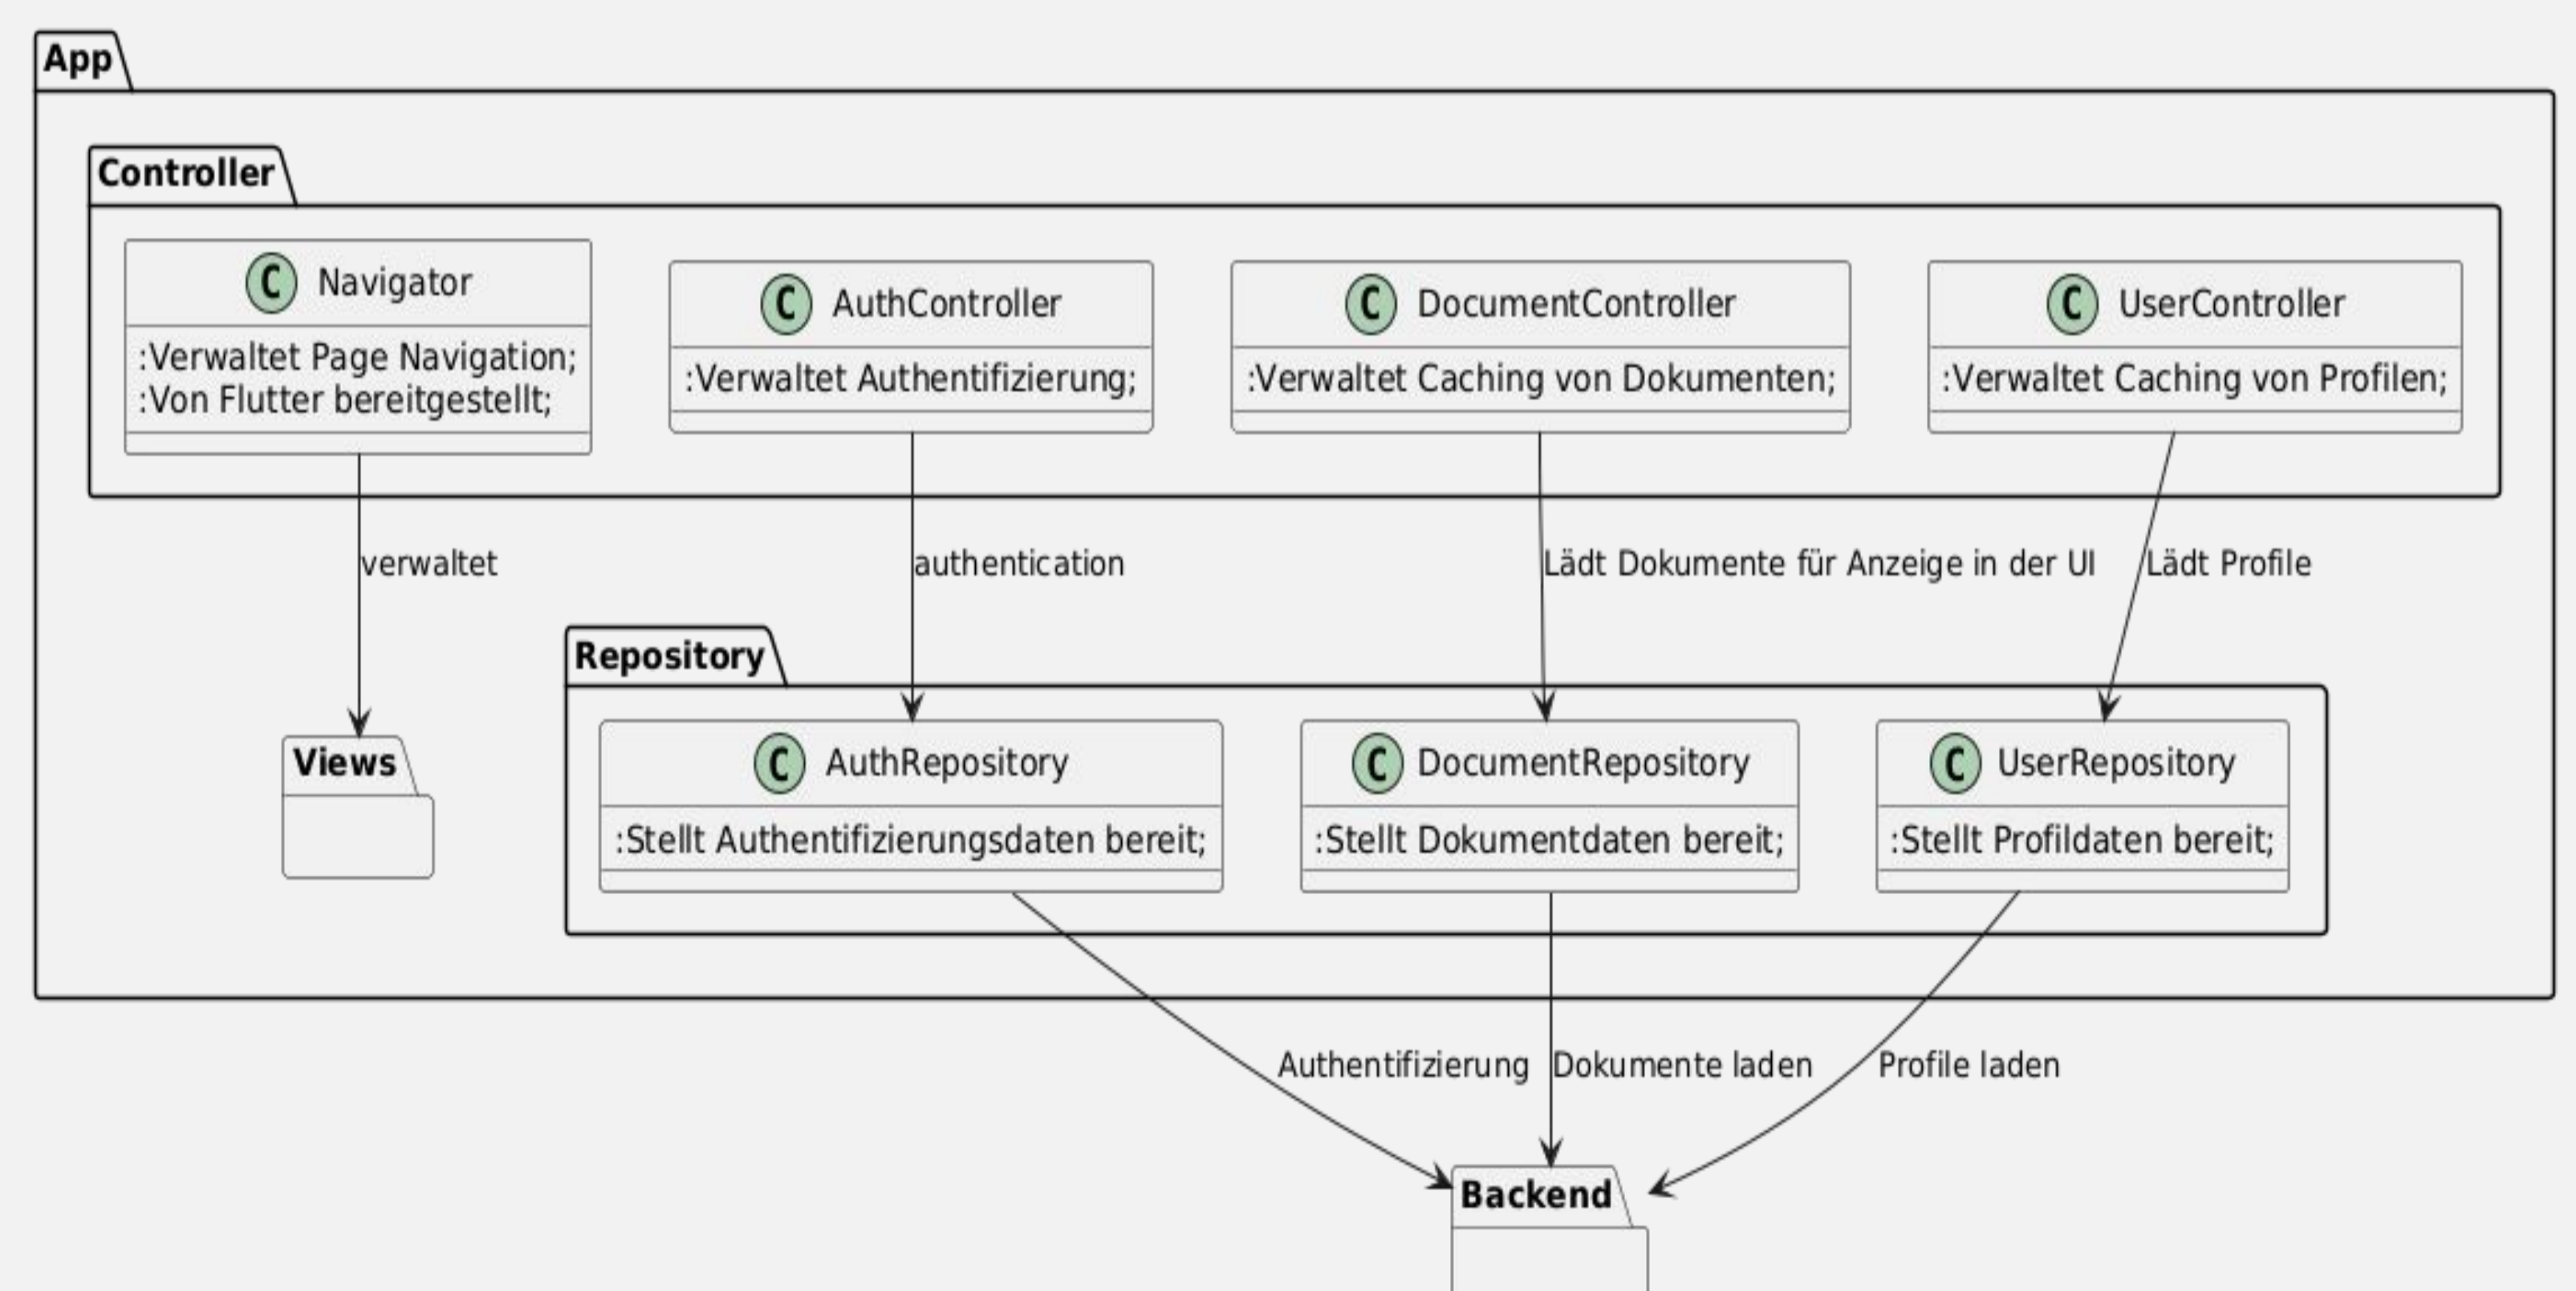 App
Controller
C Navigator
:Verwaltet Page Navigation;
:Von Flutter bereitgestellt;
C AuthController
:Verwaltet Authentifizierung;
C DocumentController
:Verwaltet Caching von Dokumenten;
C UserController
:Verwaltet Caching von Profilen;
verwaltet
authentication
Lädt Dokumente für Anzeige in der UI
Lädt Profile
Repository
Views
C AuthRepository
:Stellt Authentifizierungsdaten bereit;
C DocumentRepository
:Stellt Dokumentdaten bereit;
C UserRepository
:Stellt Profildaten bereit;
Authentifizierung
Dokumente laden
Profile laden
Backend